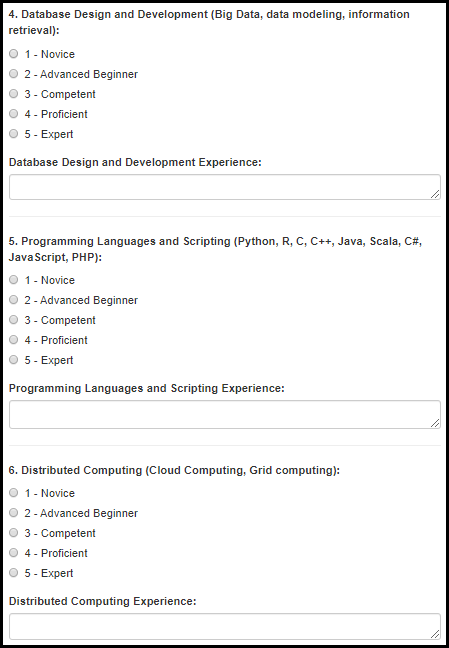 4. Database Design and Development (Big Data, data modeling, information
retrieval):
1 - Novice
2 - Advanced Beginner
3 - Competent
4 - Proficient
5 - Expert
Database Design and Development Experience:
5. Programming Languages and Scripting (Python, R, C, C++, Java, Scala, C#,
JavaScript, PHP):
1 - Novice
2 - Advanced Beginner
3 - Competent
4 - Proficient
5 - Expert
Programming Languages and Scripting Experience:
6. Distributed Computing (Cloud Computing, Grid computing):
1 - Novice
2 - Advanced Beginner
3 - Competent
4 - Proficient
5 - Expert
Distributed Computing Experience: